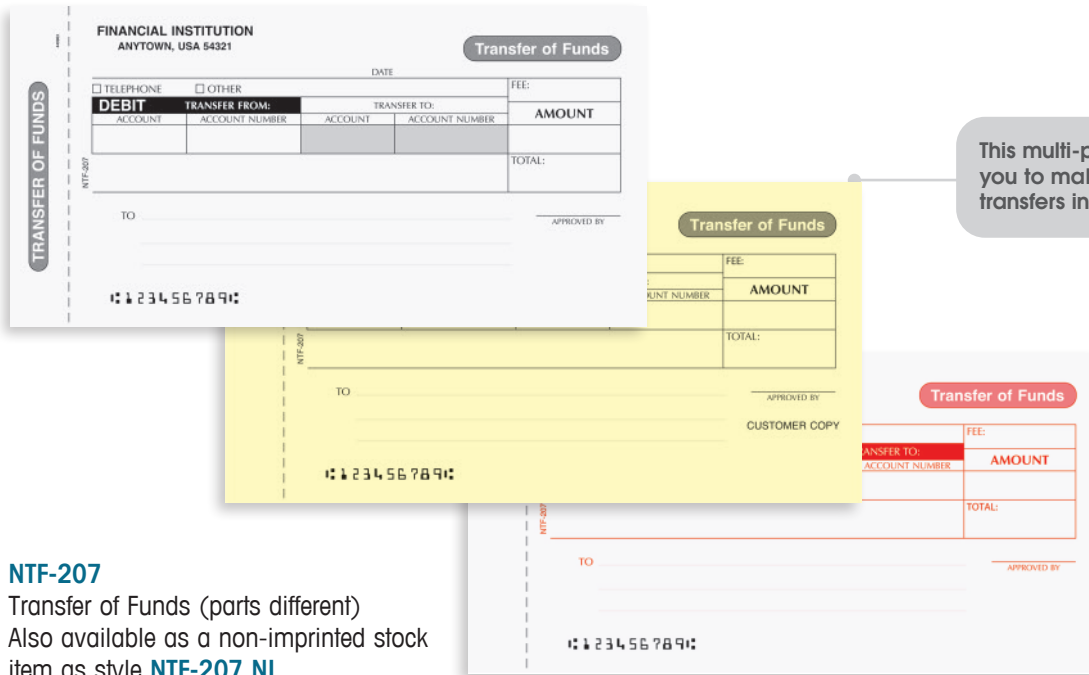 FINANCIAL INSTITUTION
ANYTOWN, USA 54321
Transfer of Funds
TRANSFER OF FUNDS
DATE
☐ TELEPHONE ☐ OTHER FEE:
DEBIT TRANSFER FROM: TRANSFER TO: AMOUNT
ACCOUNT ACCOUNT NUMBER ACCOUNT ACCOUNT NUMBER
TOTAL:
NTF-207
TO
APPROVED BY
⑆123456789⑆
This multi-p
you to mak
transfers in
Transfer of Funds
FEE:
UNT NUMBER AMOUNT
TOTAL:
NTF-207
TO
APPROVED BY
CUSTOMER COPY
⑆123456789⑆
Transfer of Funds
FEE:
ANSFER TO:
ACCOUNT NUMBER AMOUNT
TOTAL:
NTF-207
TO
APPROVED BY
⑆123456789⑆
NTF-207
Transfer of Funds (parts different)
Also available as a non-imprinted stock
item as style NTF-207 NI